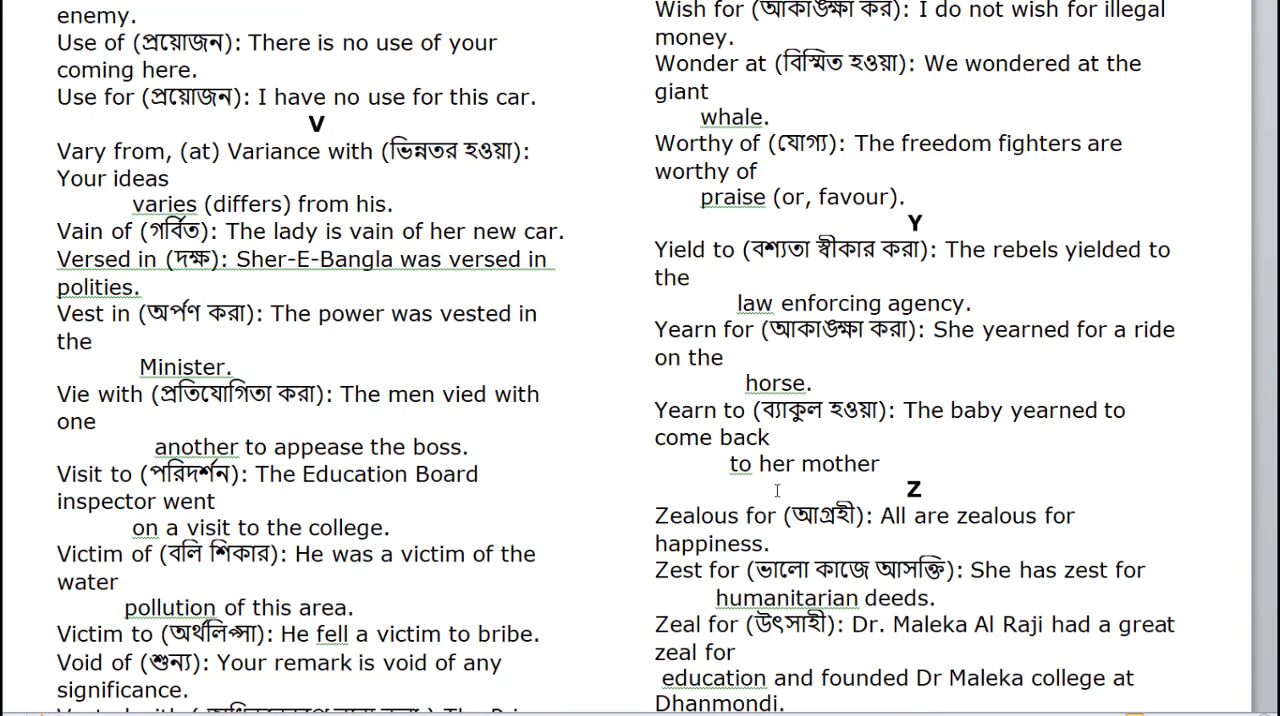 enemy.
Use of (প্রয়োজন): There is no use of your
coming here.
Use for (প্রয়োজন): I have no use for this car.
V
Vary from, (at) Variance with (ভিন্নতর হওয়া):
Your ideas
varies (differs) from his.
Vain of (গর্বিত): The lady is vain of her new car.
Versed in (দক্ষ): Sher-E-Bangla was versed in
polities.
Vest in (অর্পণ করা): The power was vested in
the
Minister.
Vie with (প্রতিযোগিতা করা): The men vied with
one
another to appease the boss.
Visit to (পরিদর্শন): The Education Board
inspector went
on a visit to the college.
Victim of (বলি শিকার): He was a victim of the
water
pollution of this area.
Victim to (অর্থলিপ্সা): He fell a victim to bribe.
Void of (শুন্য): Your remark is void of any
significance.
Wish for (আকাঙ্ক্ষা কর): I do not wish for illegal
money.
Wonder at (বিস্মিত হওয়া): We wondered at the
giant
whale.
Worthy of (যোগ্য): The freedom fighters are
worthy of
praise (or, favour).
Y
Yield to (বশ্যতা স্বীকার করা): The rebels yielded to
the
law enforcing agency.
Yearn for (আকাঙ্ক্ষা করা): She yearned for a ride
on the
horse.
Yearn to (ব্যাকুল হওয়া): The baby yearned to
come back
to her mother
Z
Zealous for (আগ্রহী): All are zealous for
happiness.
Zest for (ভালো কাজে আসক্তি): She has zest for
humanitarian deeds.
Zeal for (উৎসাহী): Dr. Maleka Al Raji had a great
zeal for
education and founded Dr Maleka college at
Dhanmondi.